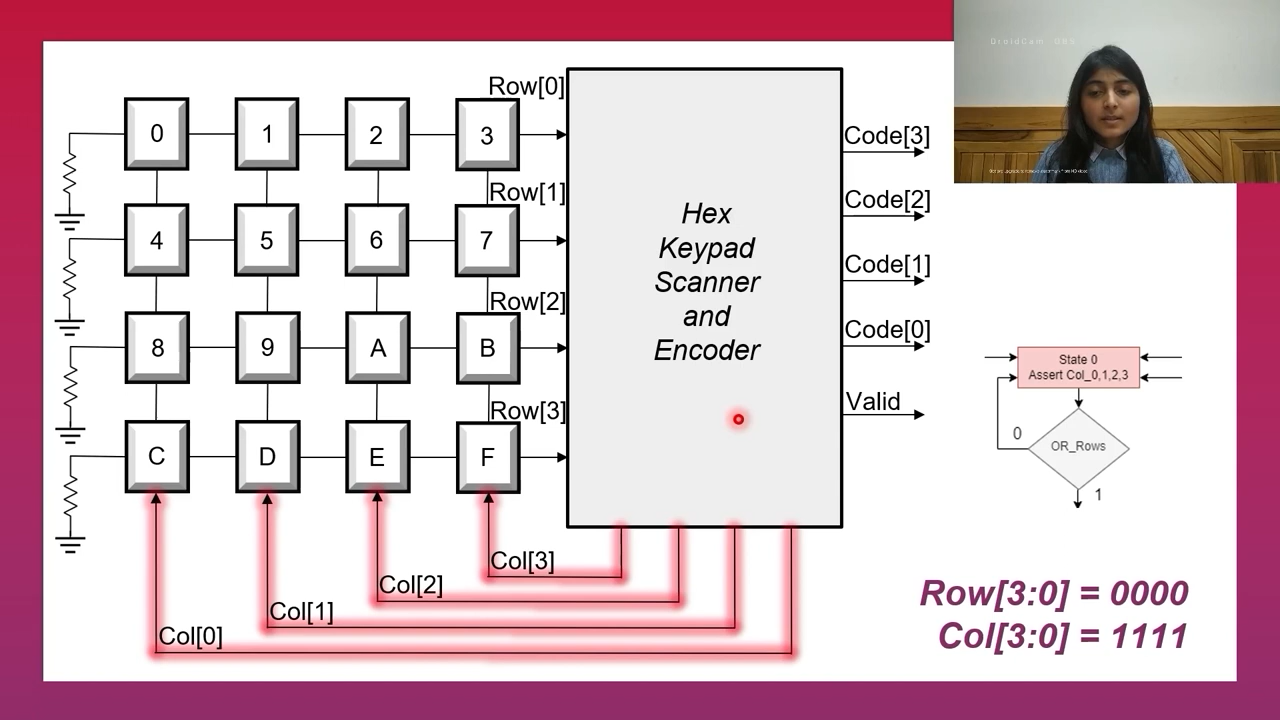 DroidCam OBS
Row[0]
0 1 2 3
Code[3]
Row[1]
Code[2]
4 5 6 7
Hex
Keypad
Scanner
and
Encoder
Code[1]
Row[2]
Code[0]
8 9 A B
State 0
Assert Col_0,1,2,3
Valid
Row[3]
0
OR_Rows
C D E F
1
Col[3]
Col[2]
Col[1]
Col[0]
Row[3:0] = 0000
Col[3:0] = 1111